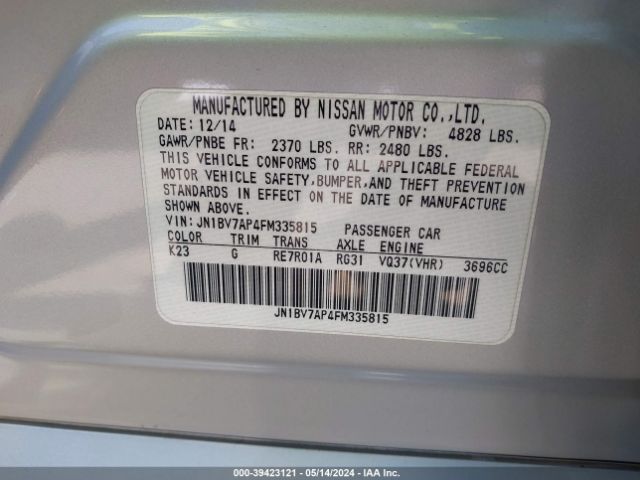 MANUFACTURED BY NISSAN MOTOR CO.,LTD.
DATE: 12/14 GVWR/PNBV: 4828 LBS.
GAWR/PNBE FR: 2370 LBS. RR: 2480 LBS.
THIS VEHICLE CONFORMS TO ALL APPLICABLE FEDERAL
MOTOR VEHICLE SAFETY,BUMPER,AND THEFT PREVENTION
STANDARDS IN EFFECT ON THE DATE OF MANUFACTURE
SHOWN ABOVE.
VIN: JN1BV7AP4FM335815 PASSENGER CAR
COLOR TRIM TRANS AXLE ENGINE
K23 G RE7R01A RG31 VQ37(VHR) 3696CC
JN1BV7AP4FM335815
000-39423121 - 05/14/2024 - IAA Inc.